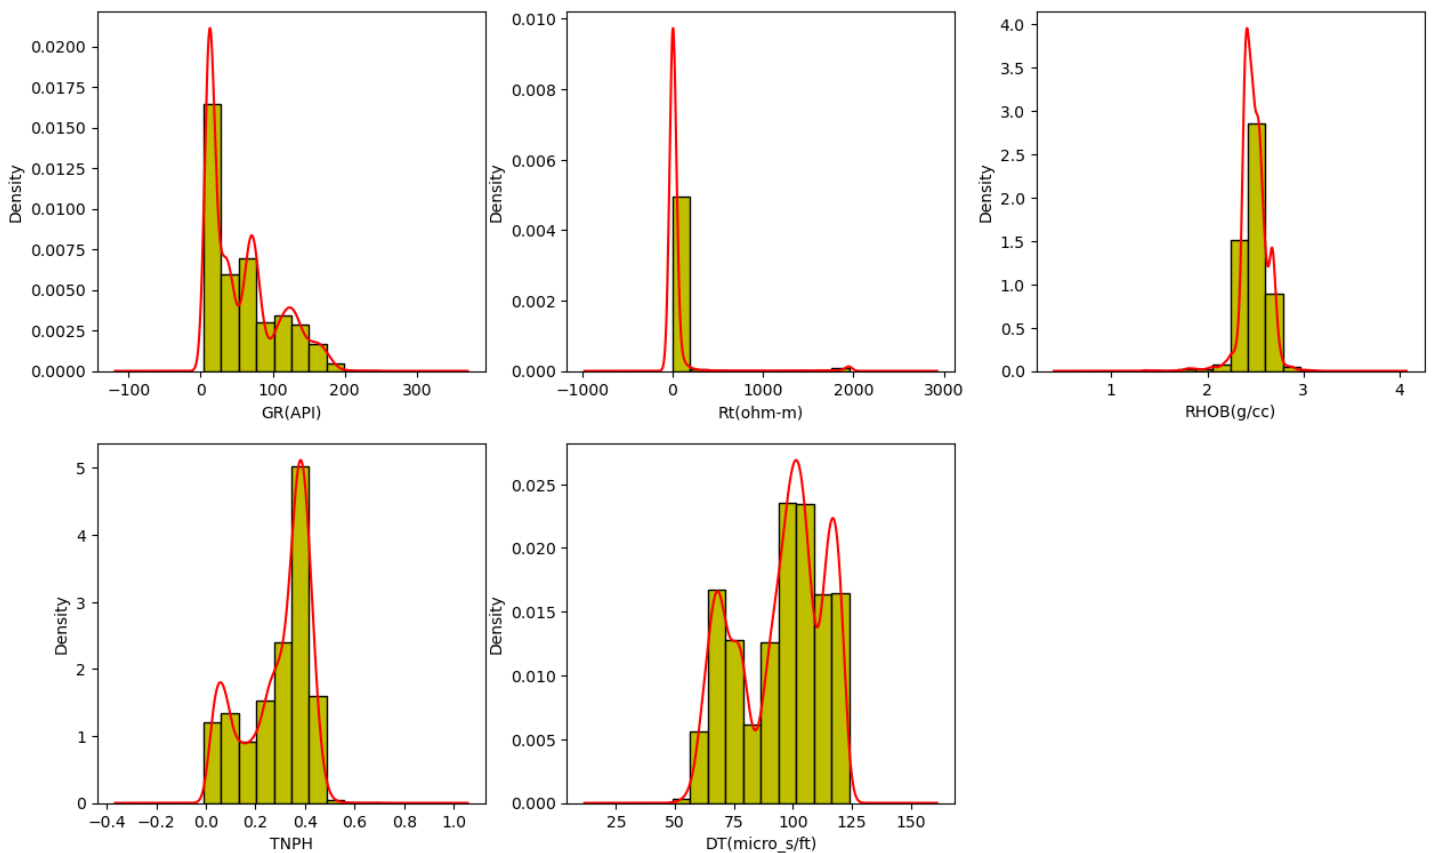 Density
0.0200
0.0175
0.0150
0.0125
0.0100
0.0075
0.0050
0.0025
0.0000
−100 0 100 200 300
GR(API)
Density
0.010
0.008
0.006
0.004
0.002
0.000
−1000 0 1000 2000 3000
Rt(ohm-m)
Density
4.0
3.5
3.0
2.5
2.0
1.5
1.0
0.5
0.0
1 2 3 4
RHOB(g/cc)
Density
5
4
3
2
1
0
−0.4 −0.2 0.0 0.2 0.4 0.6 0.8 1.0
TNPH
Density
0.025
0.020
0.015
0.010
0.005
0.000
25 50 75 100 125 150
DT(micro_s/ft)